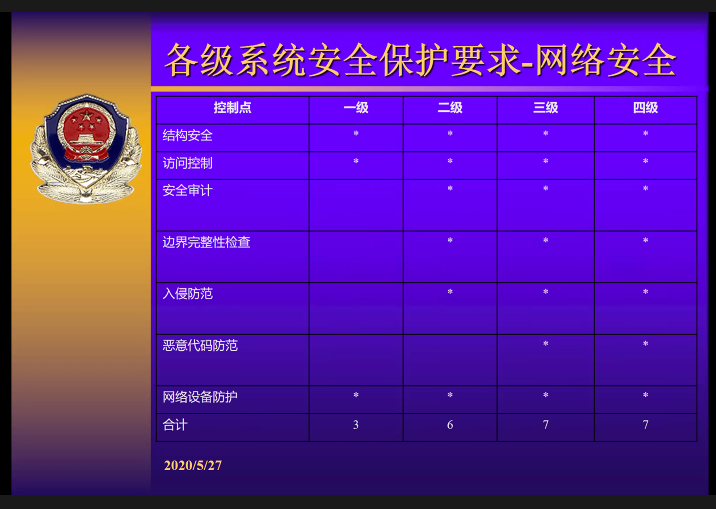 各级系统安全保护要求-网络安全
控制点 一级 二级 三级 四级
结构安全 * * * *
访问控制 * * * *
安全审计 * * *
边界完整性检查 * * *
入侵防范 * * *
恶意代码防范 * *
网络设备防护 * * * *
合计 3 6 7 7
2020/5/27